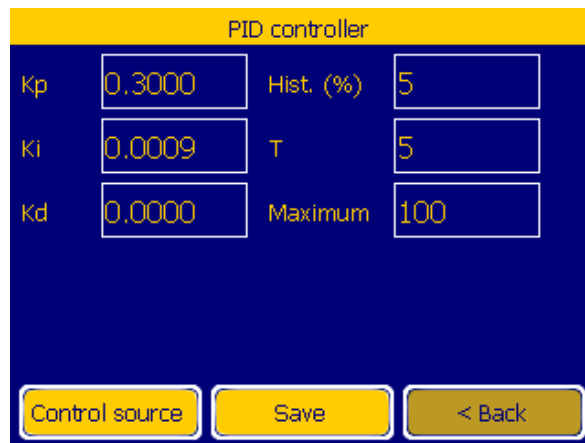 PID controller
Kp 0.3000 Hist. (%) 5
Ki 0.0009 T 5
Kd 0.0000 Maximum 100
Control source Save < Back